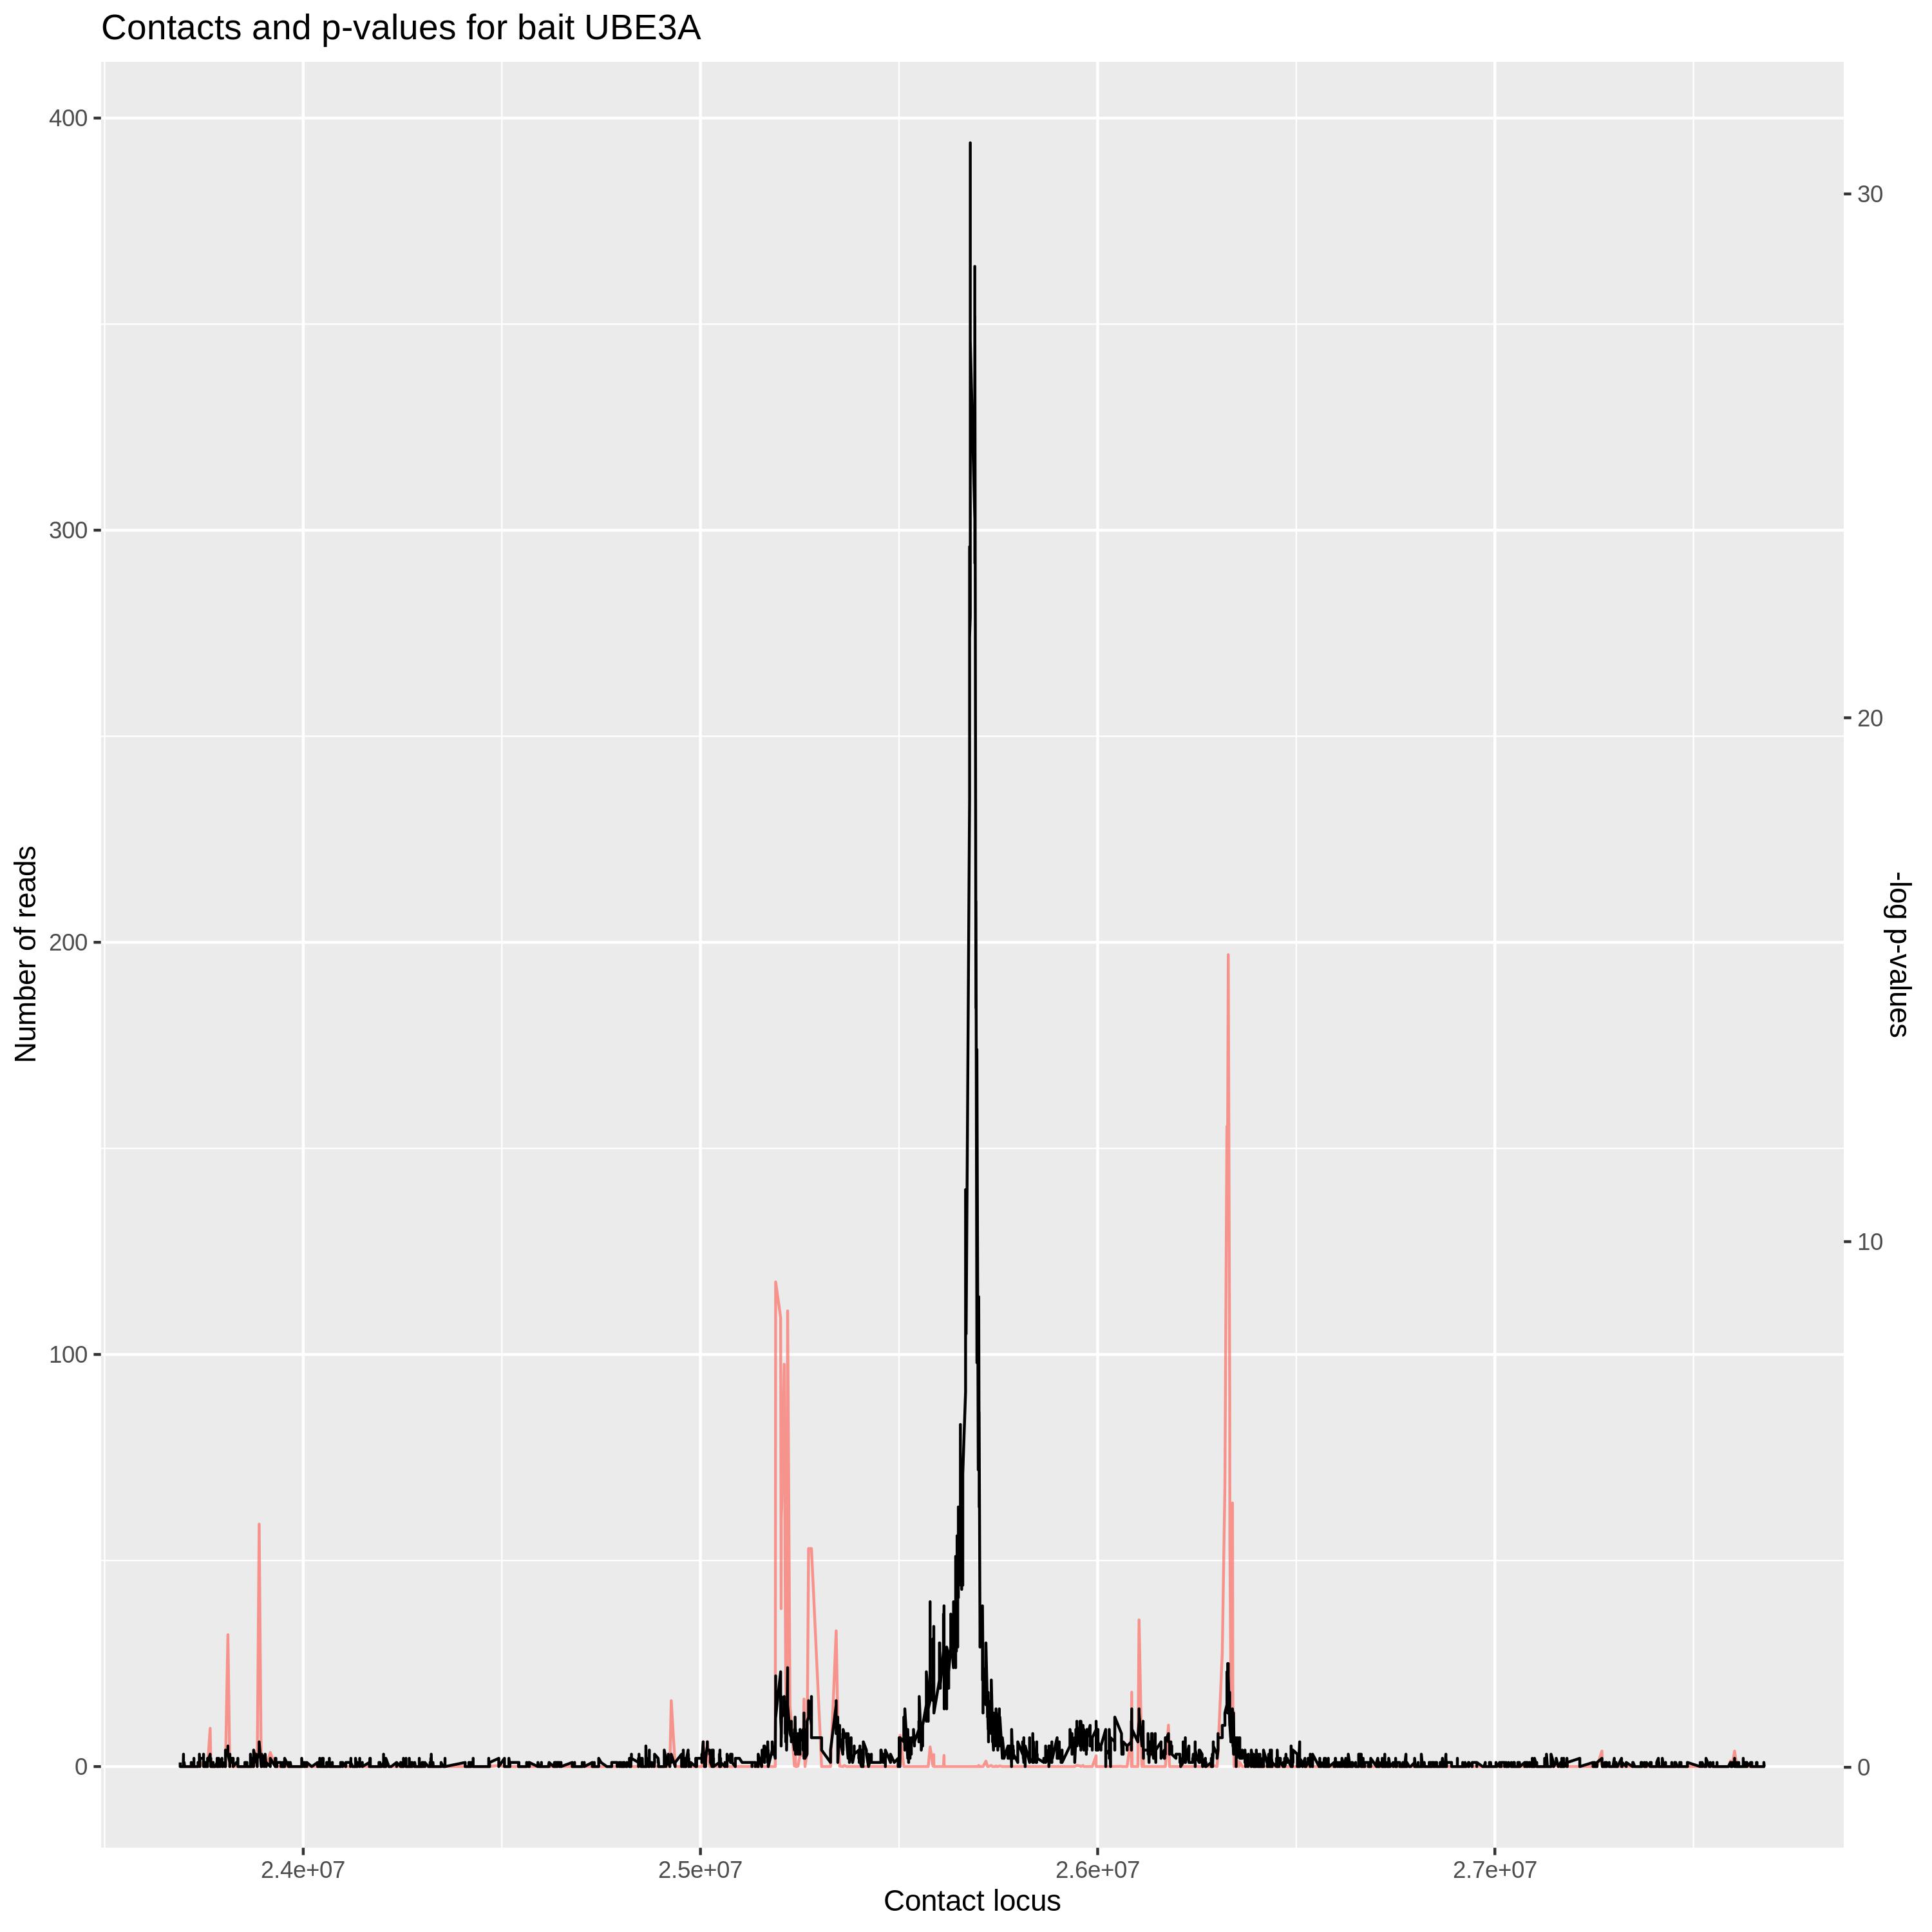 Contacts and p-values for bait UBE3A
400
300
200
100
0
Number of reads
30
20
10
0
-log p-values
2.4e+07 2.5e+07 2.6e+07 2.7e+07
Contact locus